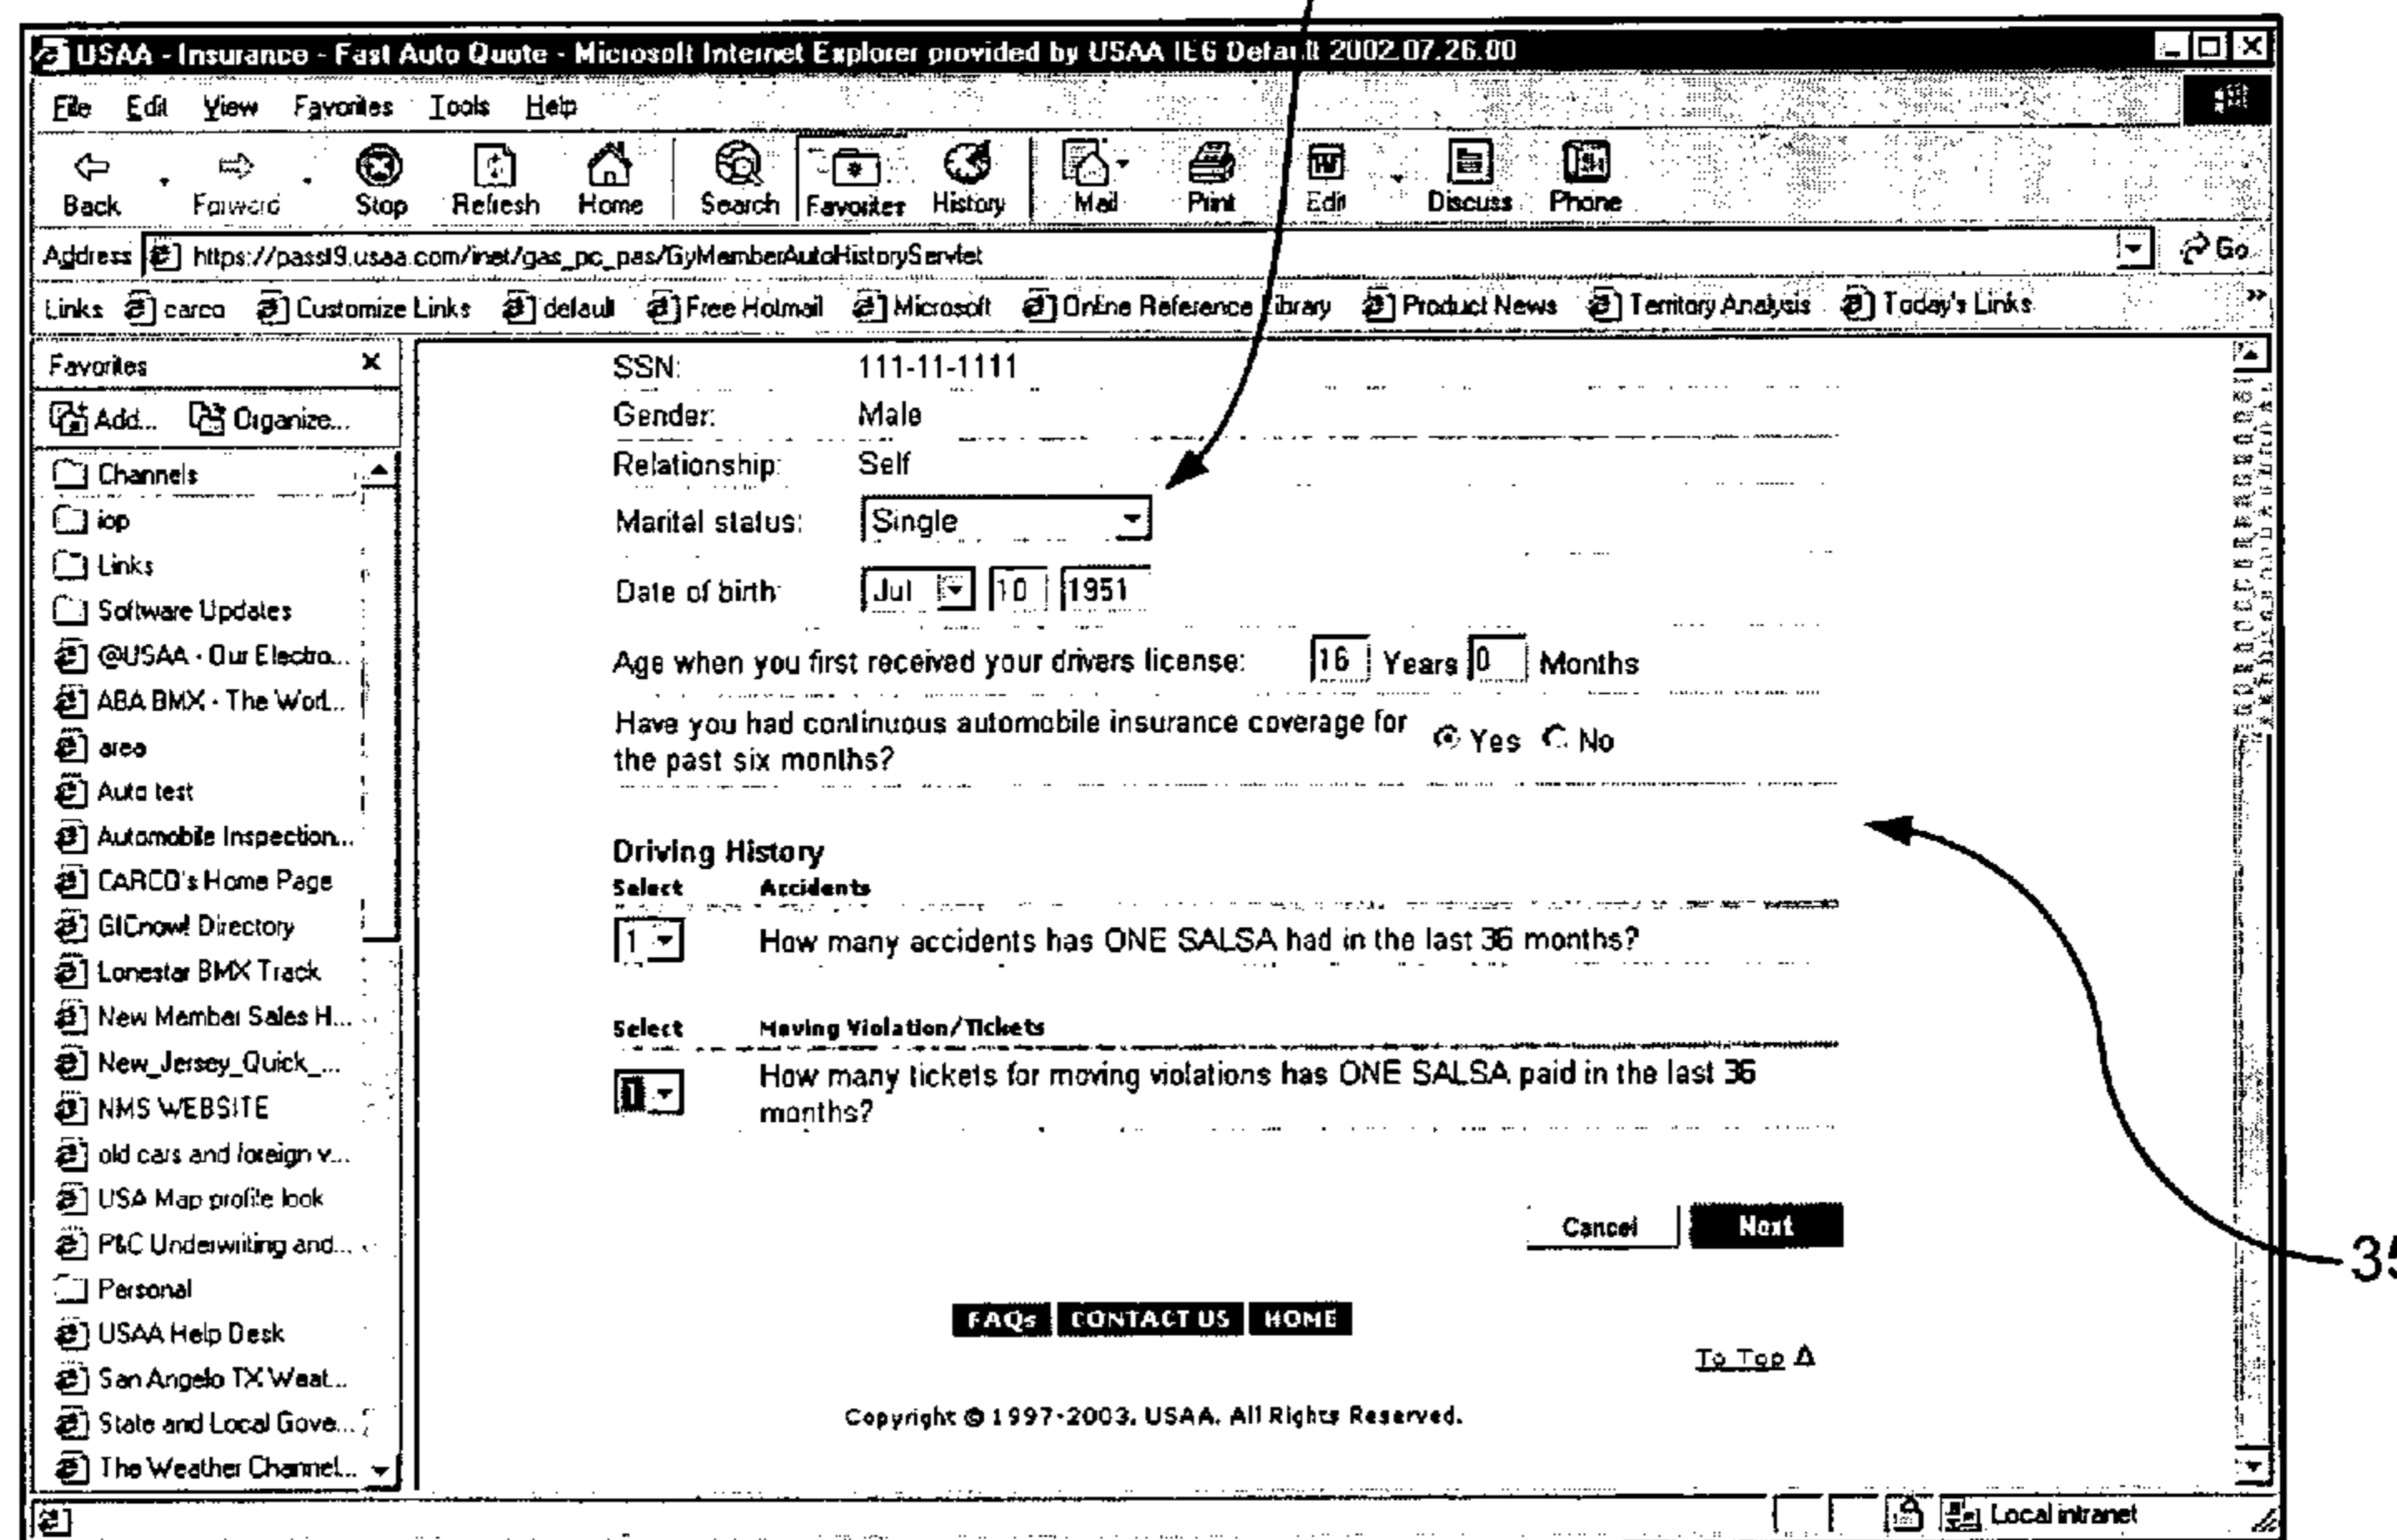 USAA - Insurance - Fast Auto Quote - Microsoft Internet Explorer provided by USAA IE6 Default 2002.07.26.00
File Edit View Favorites Tools Help
Back Forward Stop Refresh Home Search Favorites History Mail Print Edit Discuss Phone
Address https://passt9.usaa.com/inet/gas_pc_pas/GyMemberAutoHistoryServlet Go
Links carco Customize Links default Free Hotmail Microsoft Online Reference Library Product News Territory Analysis Today's Links »
Favorites x
Add... Organize...
Channels
iop
Links
Software Updates
@USAA - Our Electro...
ABA BMX - The Worl...
area
Auto test
Automobile Inspection...
CARCO's Home Page
GICnow! Directory
Lonestar BMX Track
New Member Sales H...
New_Jersey_Quick_...
NMS WEBSITE
old cars and foreign v...
USA Map profile look
P&C Underwriting and...
Personal
USAA Help Desk
San Angelo TX Weat...
State and Local Gove...
The Weather Channel...
SSN: 111-11-1111
Gender: Male
Relationship: Self
Marital status: Single
Date of birth: Jul 10 1951
Age when you first received your drivers license: 16 Years 0 Months
Have you had continuous automobile insurance coverage for
the past six months? Yes No
Driving History
Select Accidents
1 How many accidents has ONE SALSA had in the last 36 months?
Select Moving Violation/Tickets
1 How many tickets for moving violations has ONE SALSA paid in the last 36
months?
Cancel Next
35
FAQs CONTACT US HOME
To Top
Copyright © 1997-2003, USAA. All Rights Reserved.
Local intranet